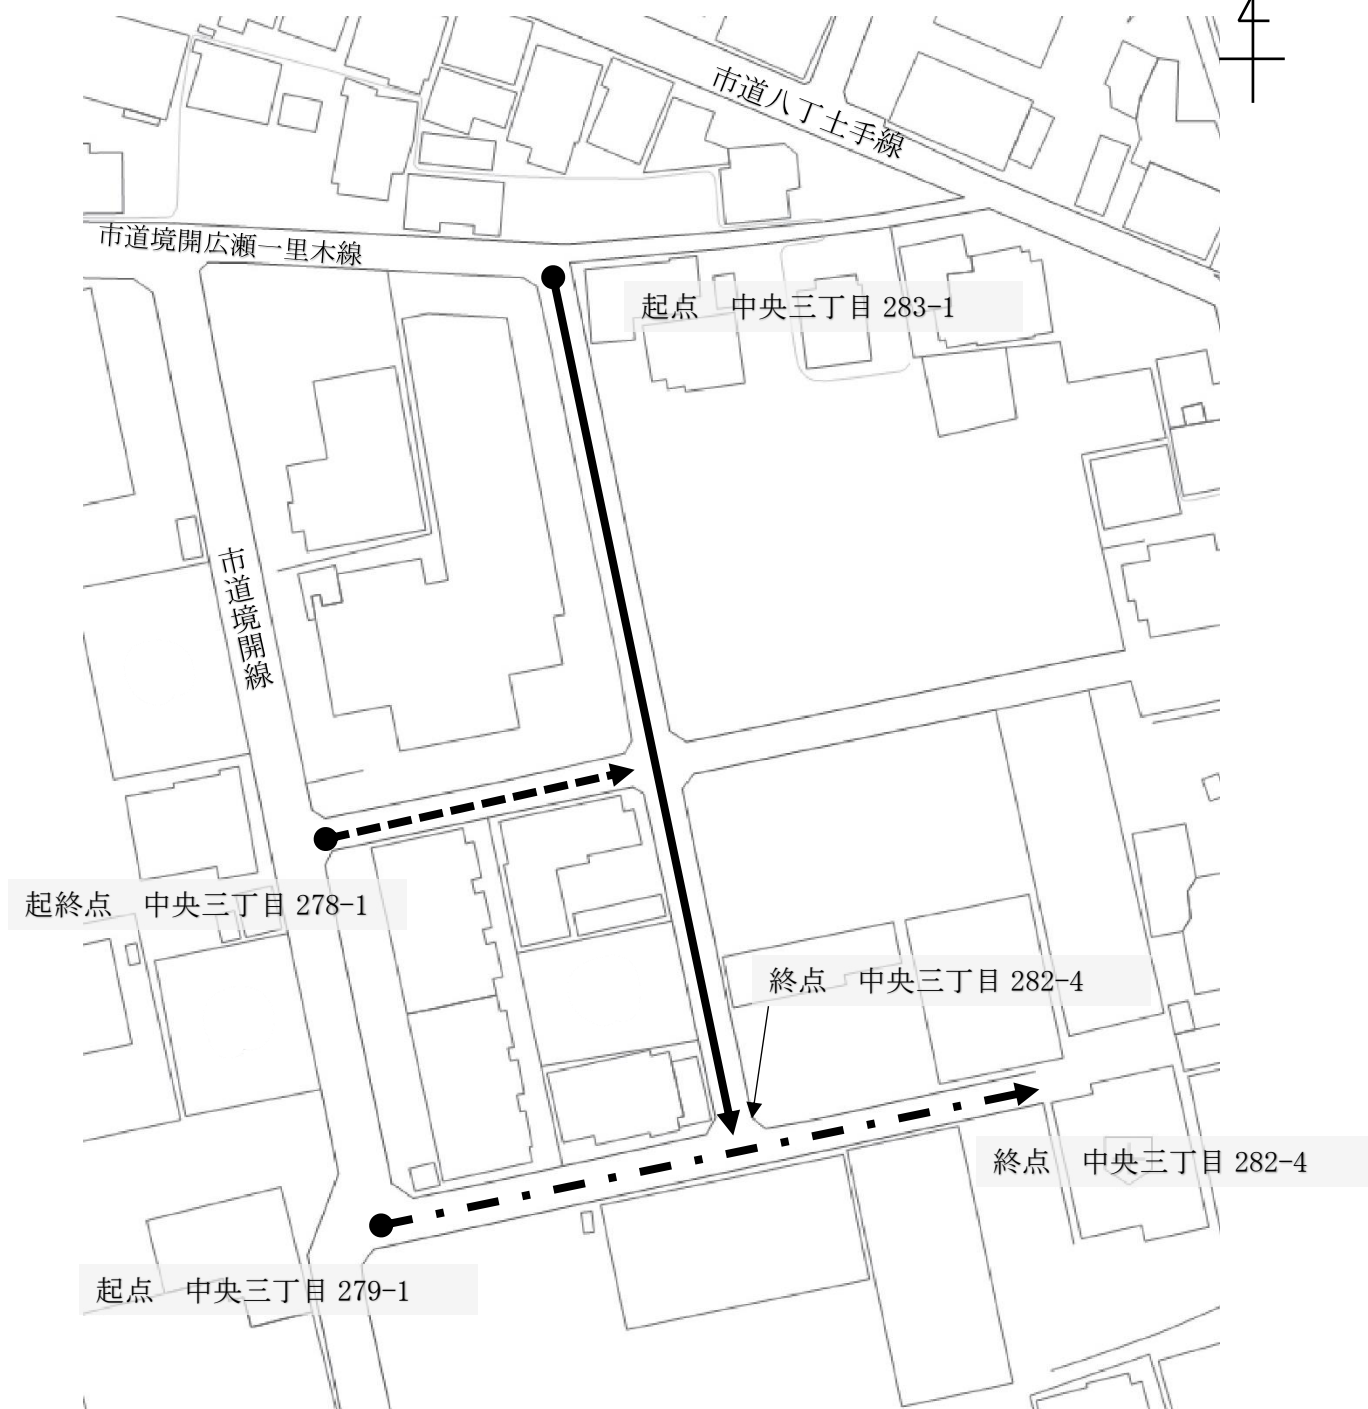 市道八丁土手線
市道境開広瀬一里木線
起点 中央三丁目 283-1
市道境開線
起終点 中央三丁目 278-1
終点 中央三丁目 282-4
終点 中央三丁目 282-4
起点 中央三丁目 279-1